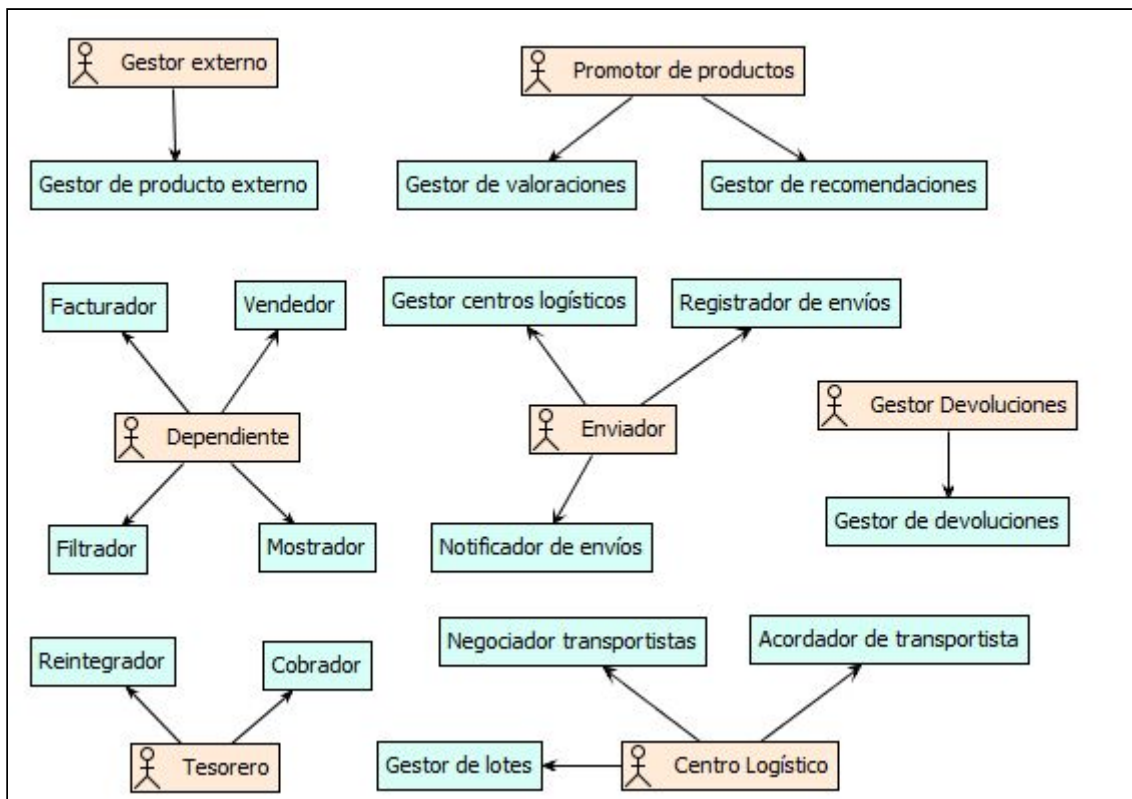 Gestor externo
Promotor de productos
Gestor de producto externo
Gestor de valoraciones
Gestor de recomendaciones
Facturador
Vendedor
Gestor centros logísticos
Registrador de envíos
Dependiente
Enviador
Gestor Devoluciones
Filtrador
Mostrador
Notificador de envíos
Gestor de devoluciones
Reintegrador
Cobrador
Negociador transportistas
Acordador de transportista
Tesorero
Gestor de lotes
Centro Logístico